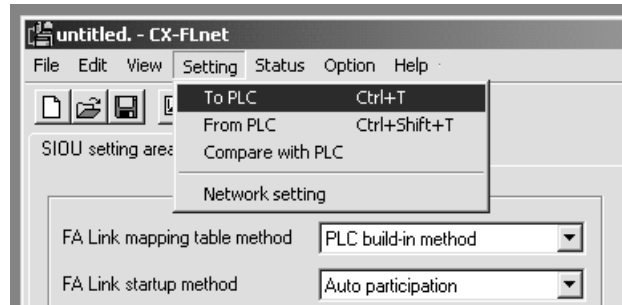 untitled. - CX-FLnet
File Edit View Setting Status Option Help
To PLC Ctrl+T
From PLC Ctrl+Shift+T
Compare with PLC
Network setting
SIOU setting area
FA Link mapping table method PLC build-in method
FA Link startup method Auto participation